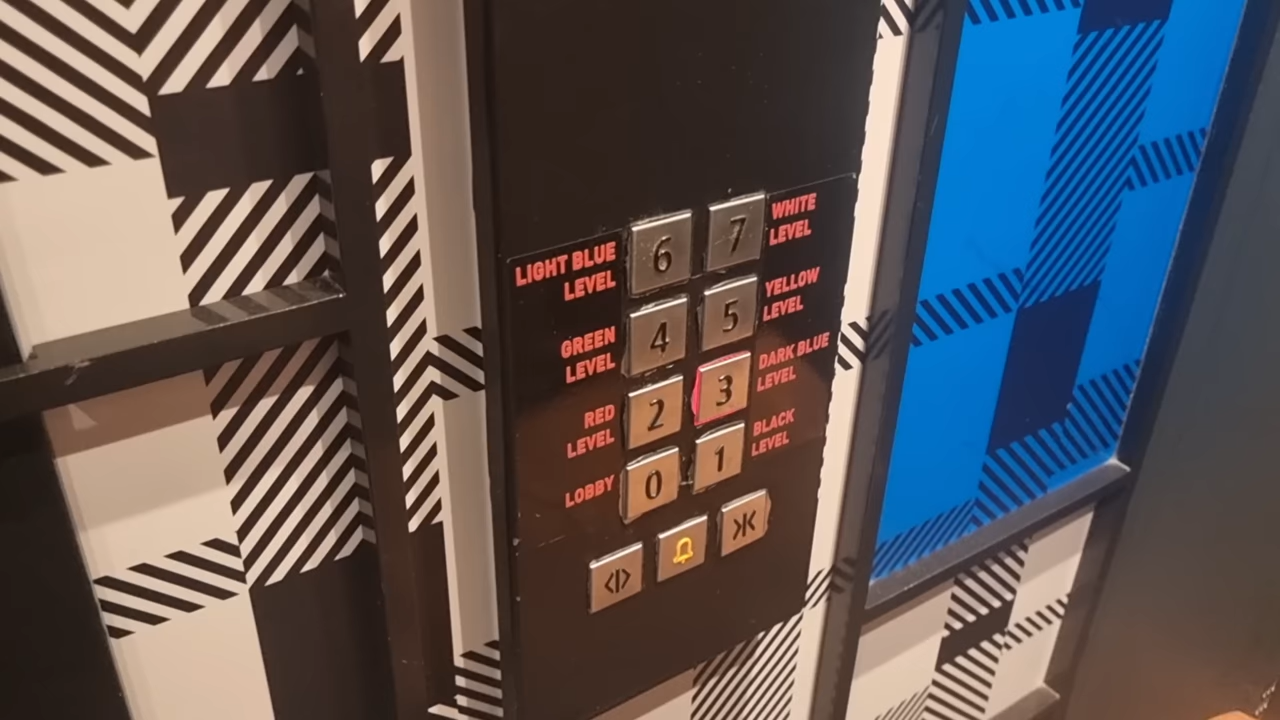 LIGHT BLUE
LEVEL
6
7
WHITE
LEVEL
GREEN
LEVEL
4
5
YELLOW
LEVEL
RED
LEVEL
2
3
DARK BLUE
LEVEL
LOBBY
0
1
BLACK
LEVEL